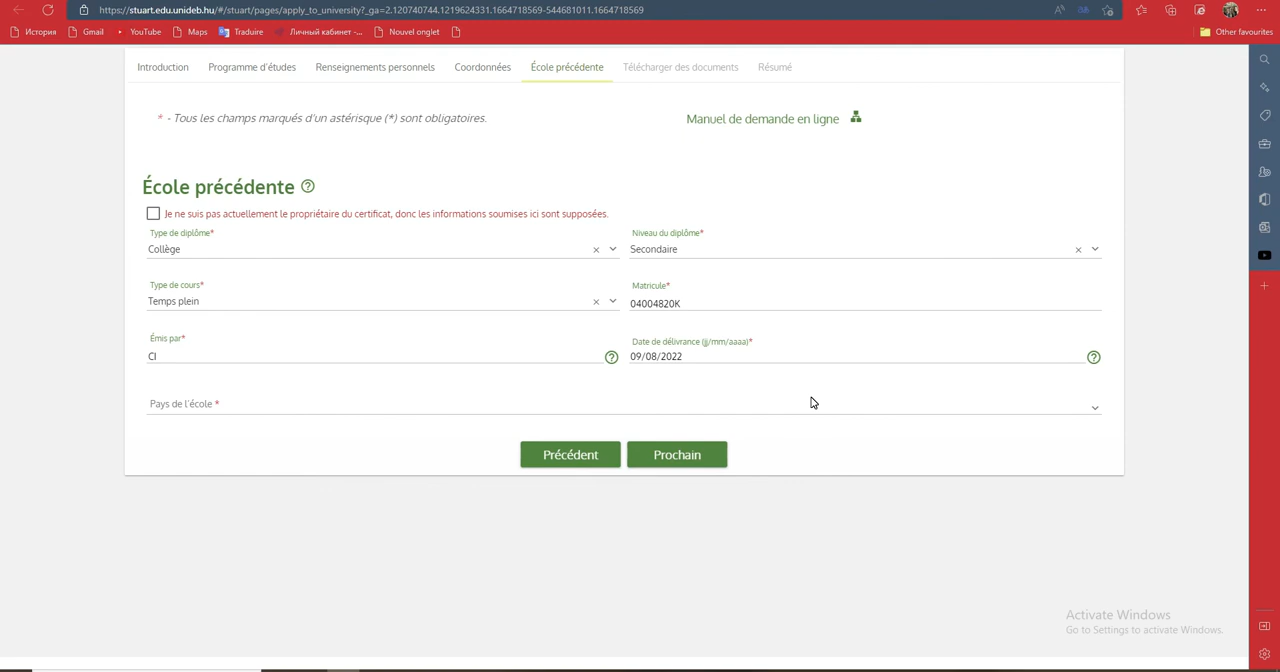 https://stuart.edu.unideb.hu/#/stuart/pages/apply_to_university?_ga=2.120740744.1219624331.1664718569-544681011.1664718569
История Gmail YouTube Maps Traduire Личный кабинет -... Nouvel onglet Other favourites
Introduction Programme d'études Renseignements personnels Coordonnées École précédente Télécharger des documents Résumé
* - Tous les champs marqués d'un astérisque (*) sont obligatoires. Manuel de demande en ligne
École précédente
Je ne suis pas actuellement le propriétaire du certificat, donc les informations soumises ici sont supposées.
Type de diplôme* Niveau du diplôme*
Collège Secondaire
Type de cours* Matricule*
Temps plein 04004820K
Émis par* Date de délivrance (jj/mm/aaaa)*
CI 09/08/2022
Pays de l'école *
Précédent Prochain
Activate Windows
Go to Settings to activate Windows.